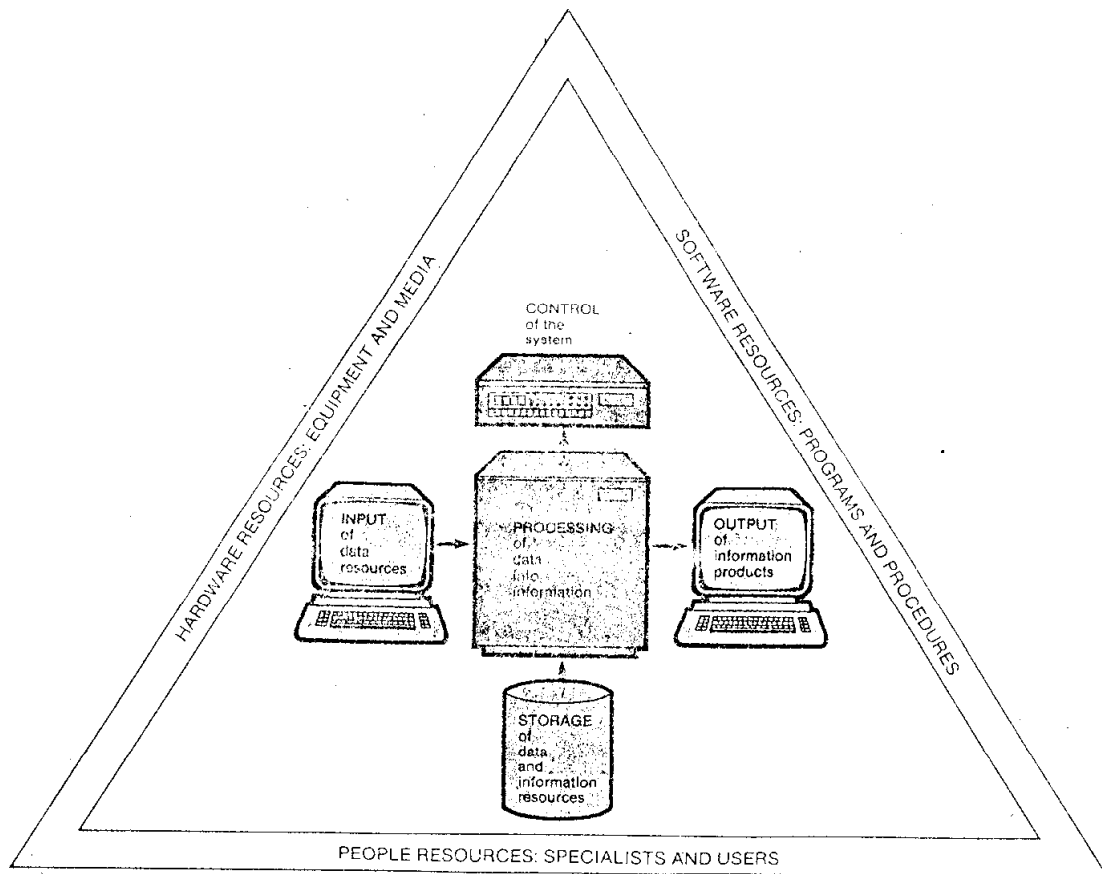 HARDWARE RESOURCES: EQUIPMENT AND MEDIA
SOFTWARE RESOURCES: PROGRAMS AND PROCEDURES
CONTROL
of the
system
INPUT
of
data
resources
PROCESSING
of
data
into
information
OUTPUT
of
information
products
STORAGE
of
data
and
information
resources
PEOPLE RESOURCES: SPECIALISTS AND USERS